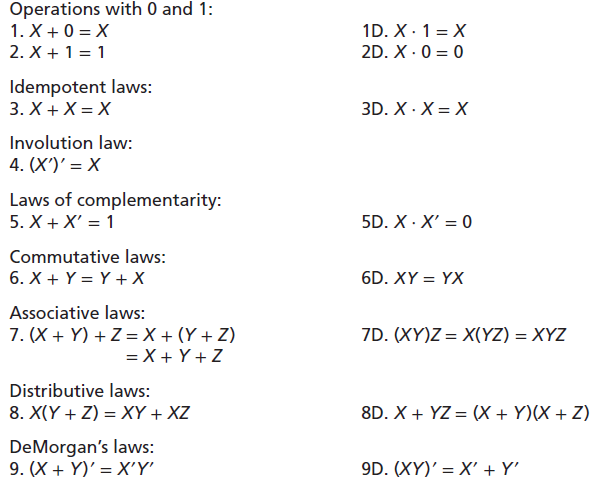 Operations with 0 and 1:
1. X + 0 = X 1D. X · 1 = X
2. X + 1 = 1 2D. X · 0 = 0
Idempotent laws:
3. X + X = X 3D. X · X = X
Involution law:
4. (X′)′ = X
Laws of complementarity:
5. X + X′ = 1 5D. X · X′ = 0
Commutative laws:
6. X + Y = Y + X 6D. XY = YX
Associative laws:
7. (X + Y) + Z = X + (Y + Z) 7D. (XY)Z = X(YZ) = XYZ
= X + Y + Z
Distributive laws:
8. X(Y + Z) = XY + XZ 8D. X + YZ = (X + Y)(X + Z)
DeMorgan’s laws:
9. (X + Y)′ = X′Y′ 9D. (XY)′ = X′ + Y′